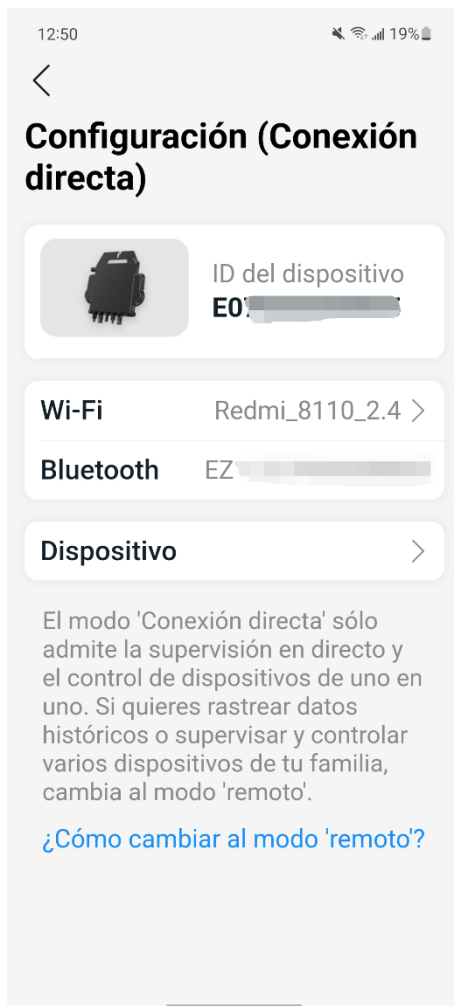 12:50
19%
Configuración (Conexión
directa)
ID del dispositivo
E0
Wi-Fi Redmi_8110_2.4
Bluetooth EZ
Dispositivo
El modo 'Conexión directa' sólo
admite la supervisión en directo y
el control de dispositivos de uno en
uno. Si quieres rastrear datos
históricos o supervisar y controlar
varios dispositivos de tu familia,
cambia al modo 'remoto'.
¿Cómo cambiar al modo 'remoto'?